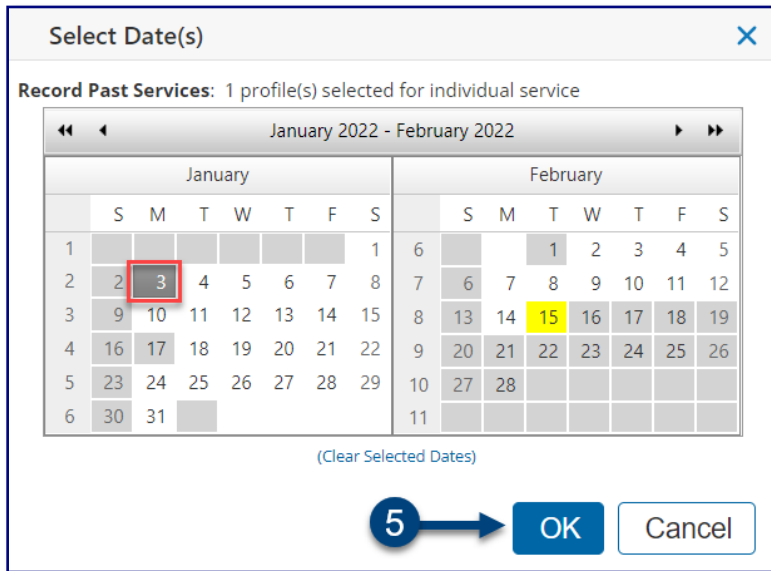 Select Date(s)
Record Past Services: 1 profile(s) selected for individual service
January 2022 - February 2022
January
S M T W T F S
1 1
2 2 3 4 5 6 7 8
3 9 10 11 12 13 14 15
4 16 17 18 19 20 21 22
5 23 24 25 26 27 28 29
6 30 31
February
S M T W T F S
6 1 2 3 4 5
7 6 7 8 9 10 11 12
8 13 14 15 16 17 18 19
9 20 21 22 23 24 25 26
10 27 28
11
(Clear Selected Dates)
5 OK Cancel